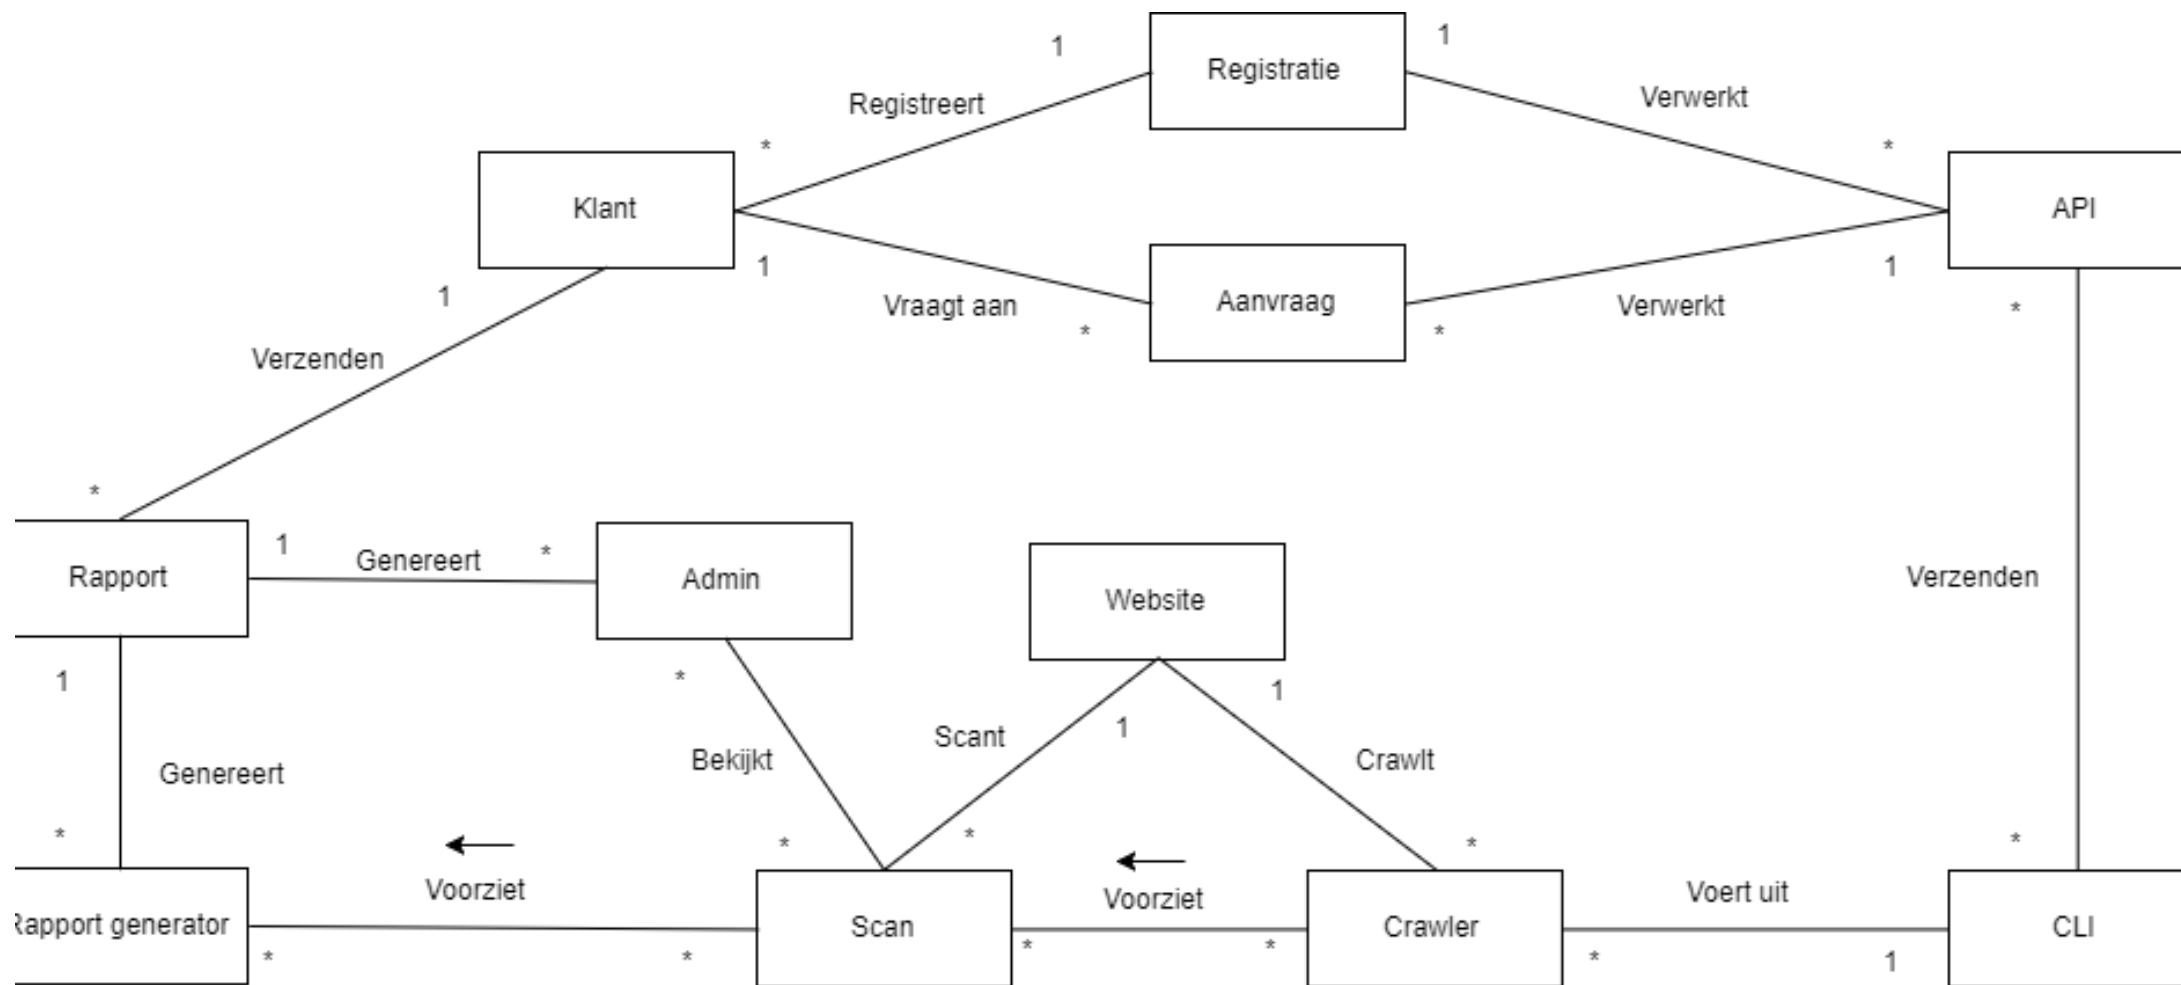 1
Registratie
1
Registreert
Verwerkt
*
*
Klant
API
1
1
1
Vraagt aan
Aanvraag
Verwerkt
*
*
*
Verzenden
*
Rapport
1
Genereert
*
Admin
Website
Verzenden
1
*
1
Scant
1
Bekijkt
Crawlt
Genereert
*
*
*
*
*
Voorziet
Voorziet
Voert uit
Rapport generator
Scan
Crawler
CLI
*
*
*
*
*
1